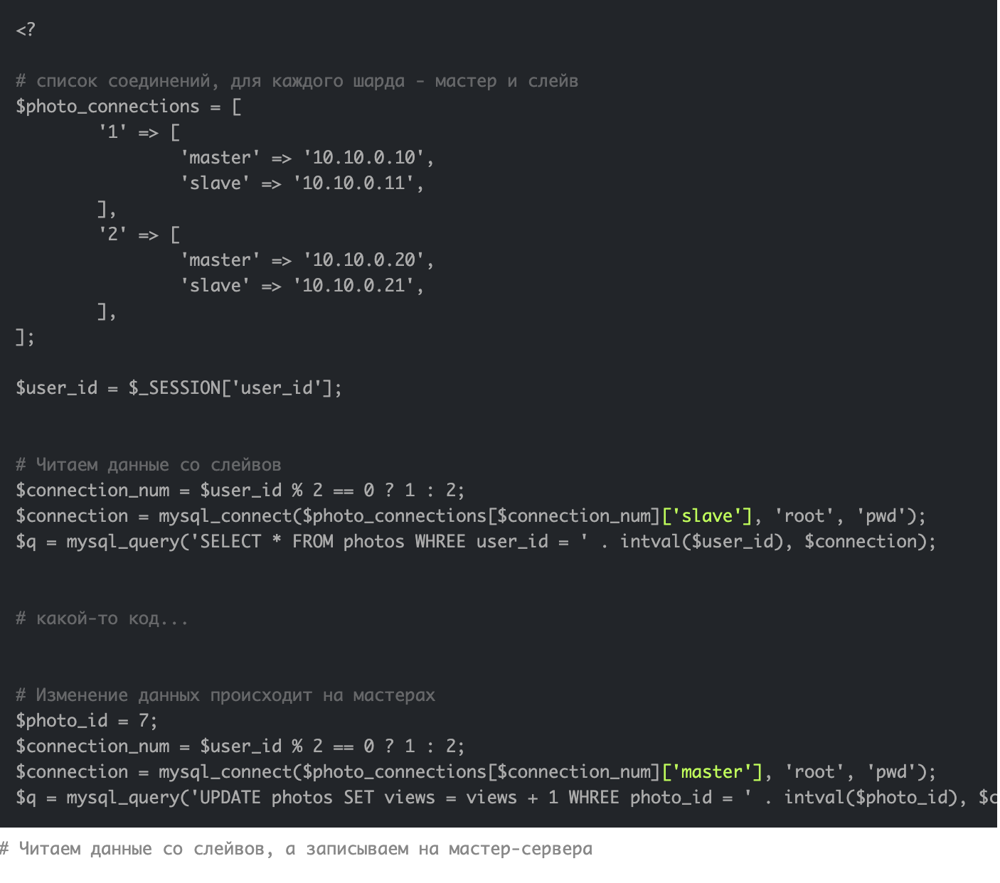 <?
# список соединений, для каждого шарда - мастер и слейв
$photo_connections = [
        '1' => [
                'master' => '10.10.0.10',
                'slave' => '10.10.0.11',
        ],
        '2' => [
                'master' => '10.10.0.20',
                'slave' => '10.10.0.21',
        ],
];
$user_id = $_SESSION['user_id'];
# Читаем данные со слейвов
$connection_num = $user_id % 2 == 0 ? 1 : 2;
$connection = mysql_connect($photo_connections[$connection_num]['slave'], 'root', 'pwd');
$q = mysql_query('SELECT * FROM photos WHREE user_id = ' . intval($user_id), $connection);
# какой-то код...
# Изменение данных происходит на мастерах
$photo_id = 7;
$connection_num = $user_id % 2 == 0 ? 1 : 2;
$connection = mysql_connect($photo_connections[$connection_num]['master'], 'root', 'pwd');
$q = mysql_query('UPDATE photos SET views = views + 1 WHREE photo_id = ' . intval($photo_id), $c
# Читаем данные со слейвов, а записываем на мастер-сервера